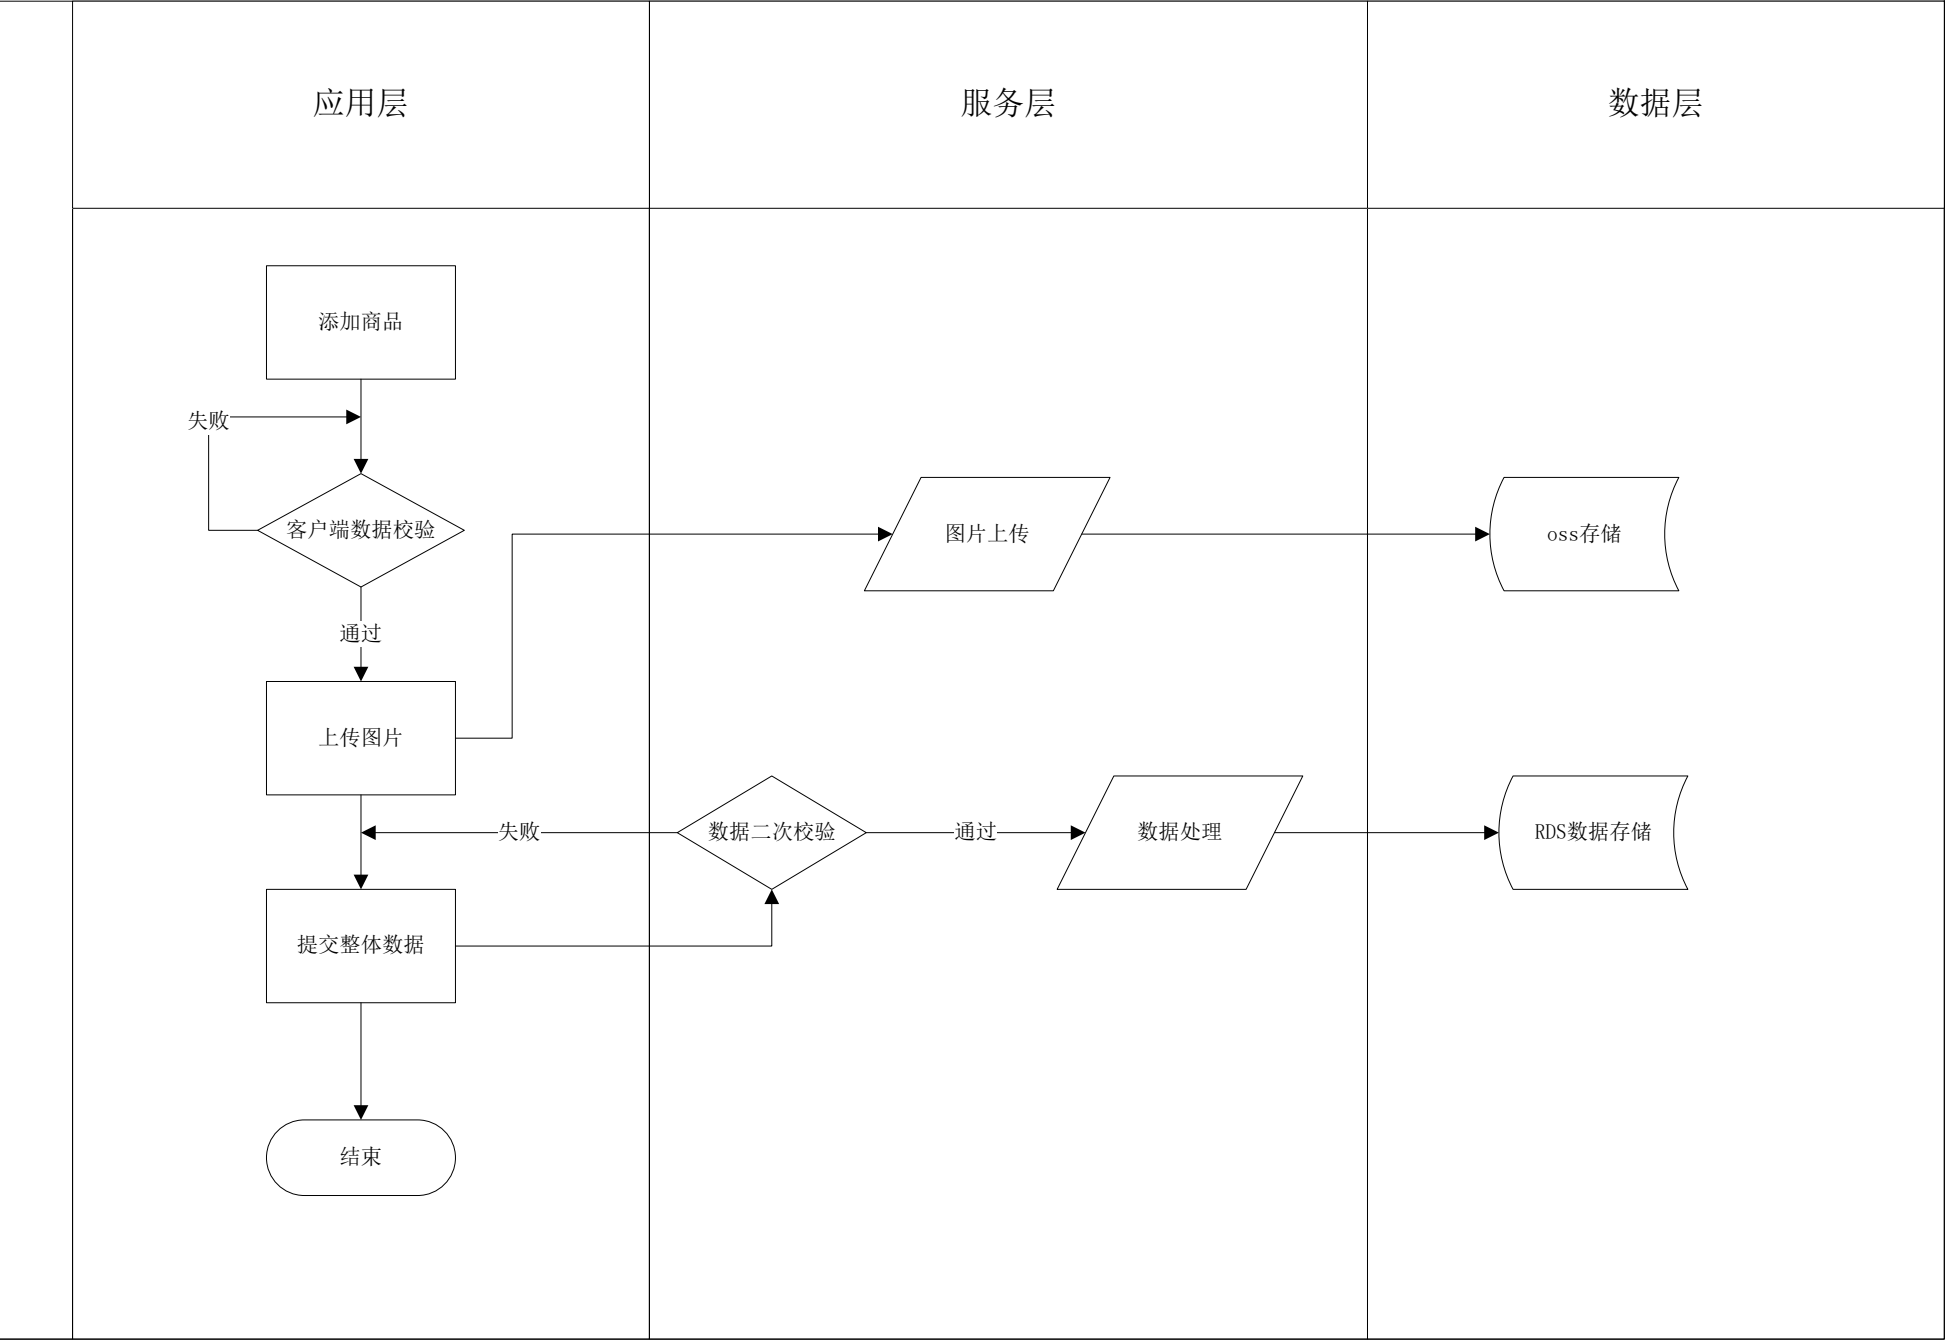 应用层
服务层
数据层
添加商品
失败
客户端数据校验
图片上传
oss存储
通过
上传图片
失败
数据二次校验
通过
数据处理
RDS数据存储
提交整体数据
结束